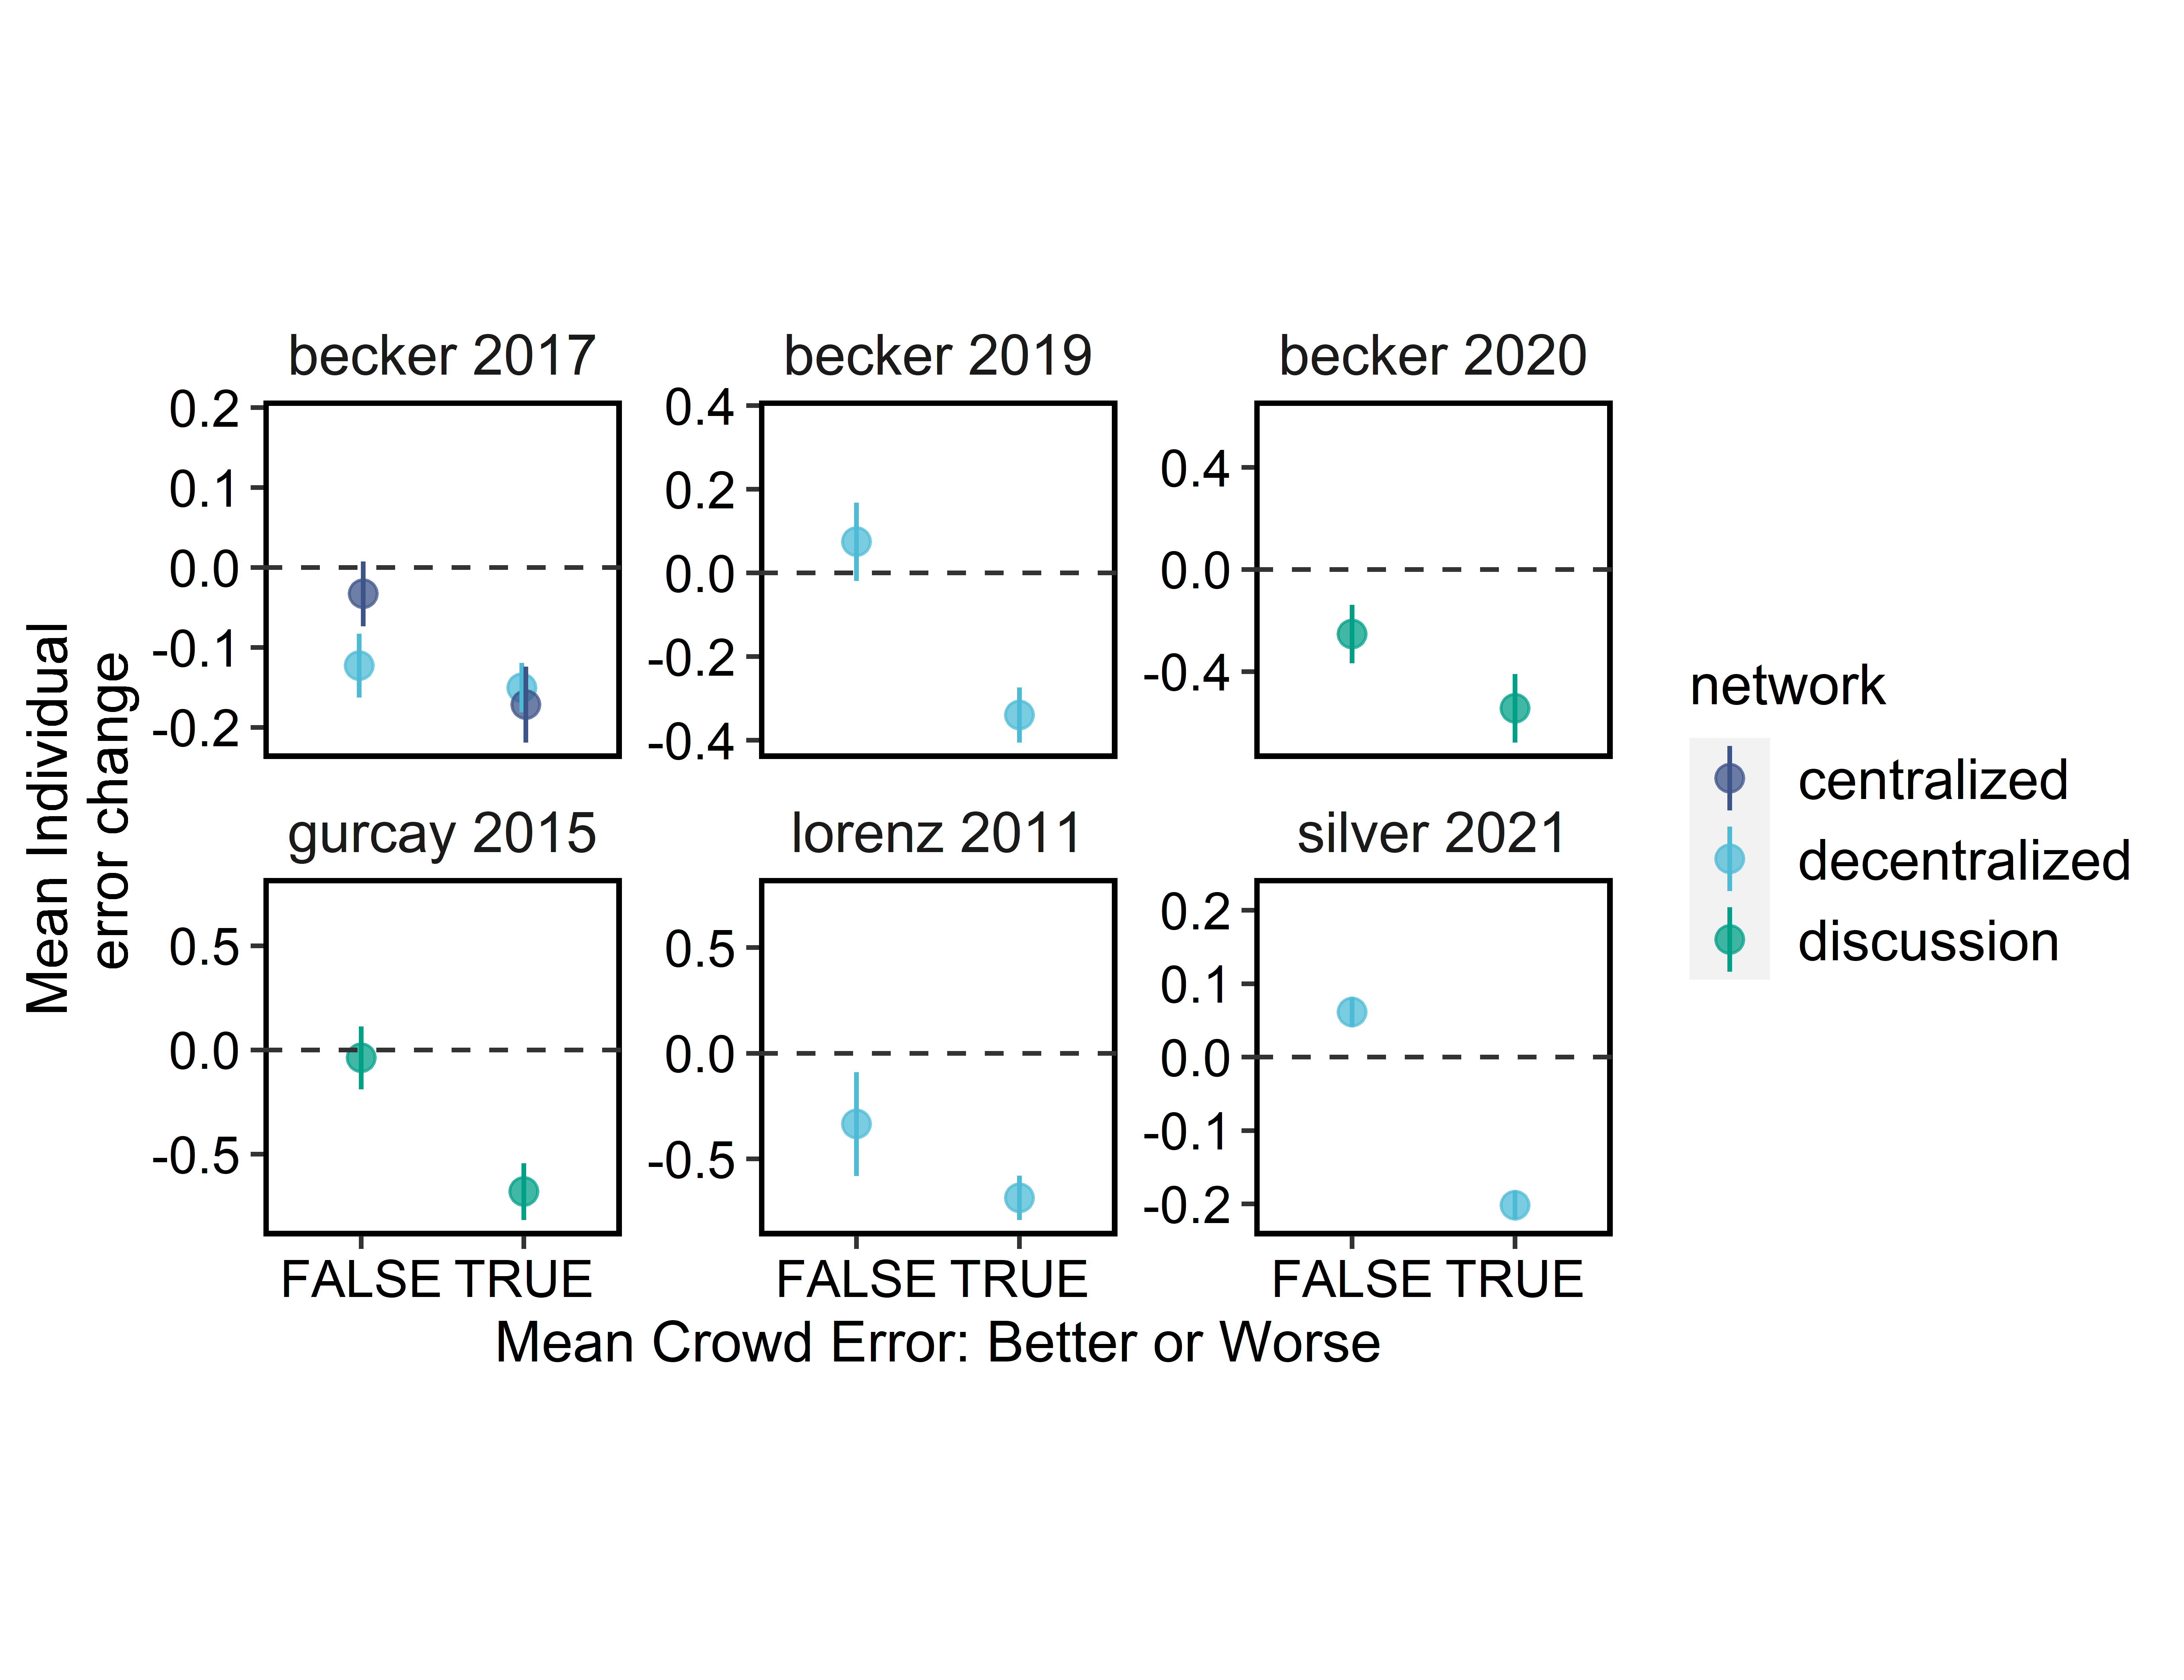 becker 2017
becker 2019
becker 2020
0.2
0.1
0.0
-0.1
-0.2
0.4
0.2
0.0
-0.2
-0.4
0.4
0.0
-0.4
gurcay 2015
lorenz 2011
silver 2021
0.5
0.0
-0.5
0.5
0.0
-0.5
0.2
0.1
0.0
-0.1
-0.2
FALSE TRUE
FALSE TRUE
FALSE TRUE
Mean Crowd Error: Better or Worse
Mean Individual
error change
network
centralized
decentralized
discussion